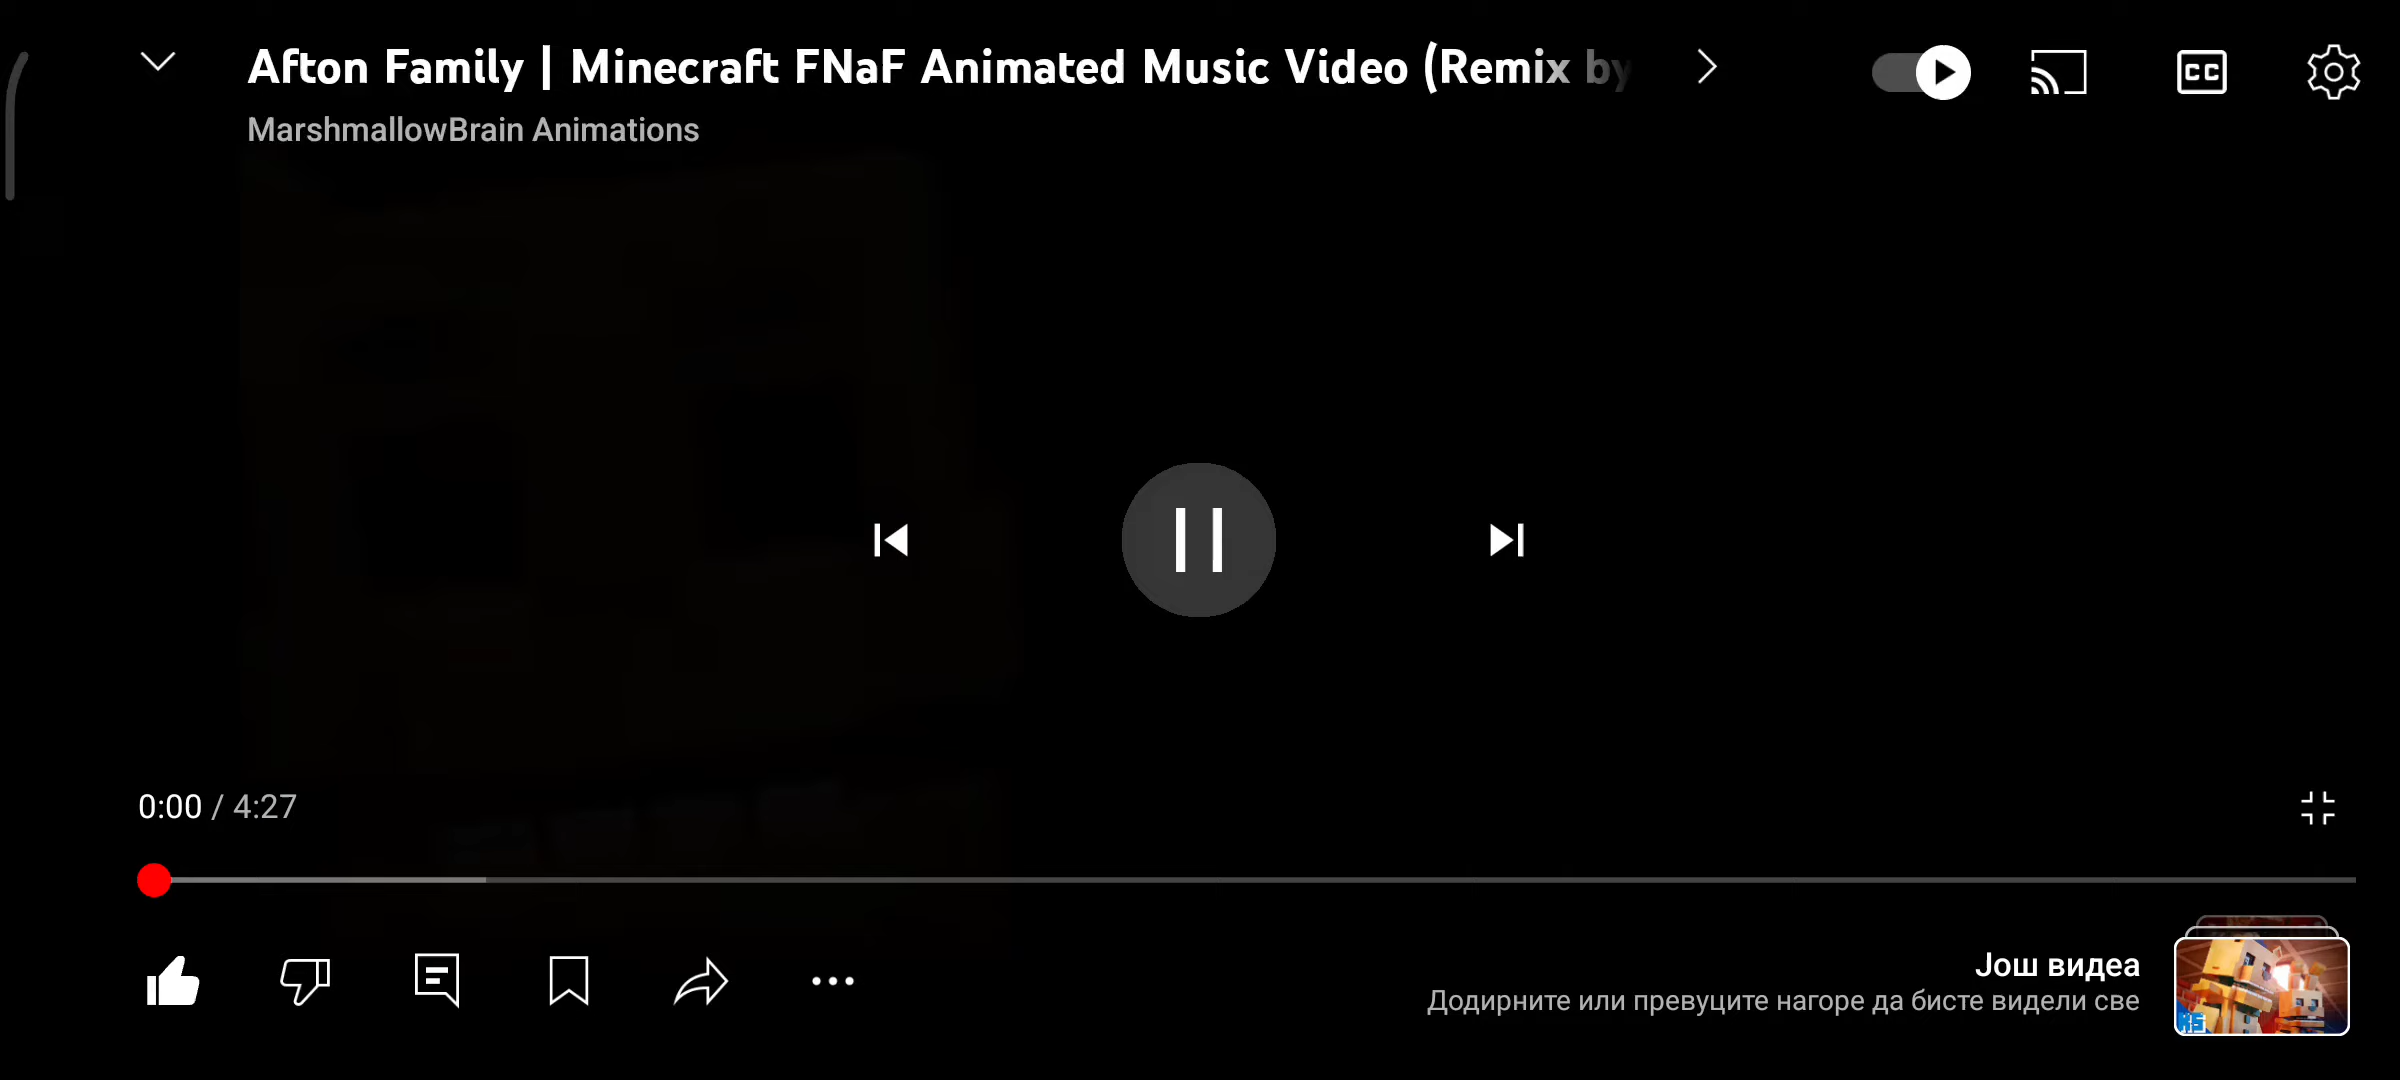 Afton Family | Minecraft FNaF Animated Music Video (Remix by
MarshmallowBrain Animations
CC
0:00 / 4:27
Још видеа
Додирните или превуците нагоре да бисте видели све